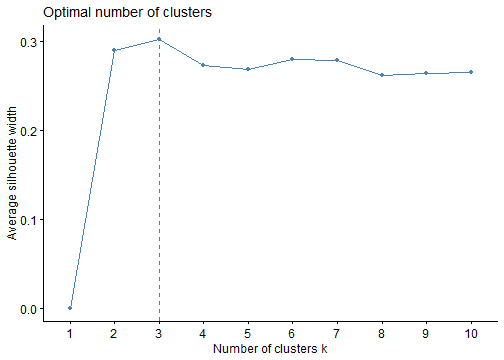 Optimal number of clusters
Average silhouette width
0.3
0.2
0.1
0.0
1 2 3 4 5 6 7 8 9 10
Number of clusters k